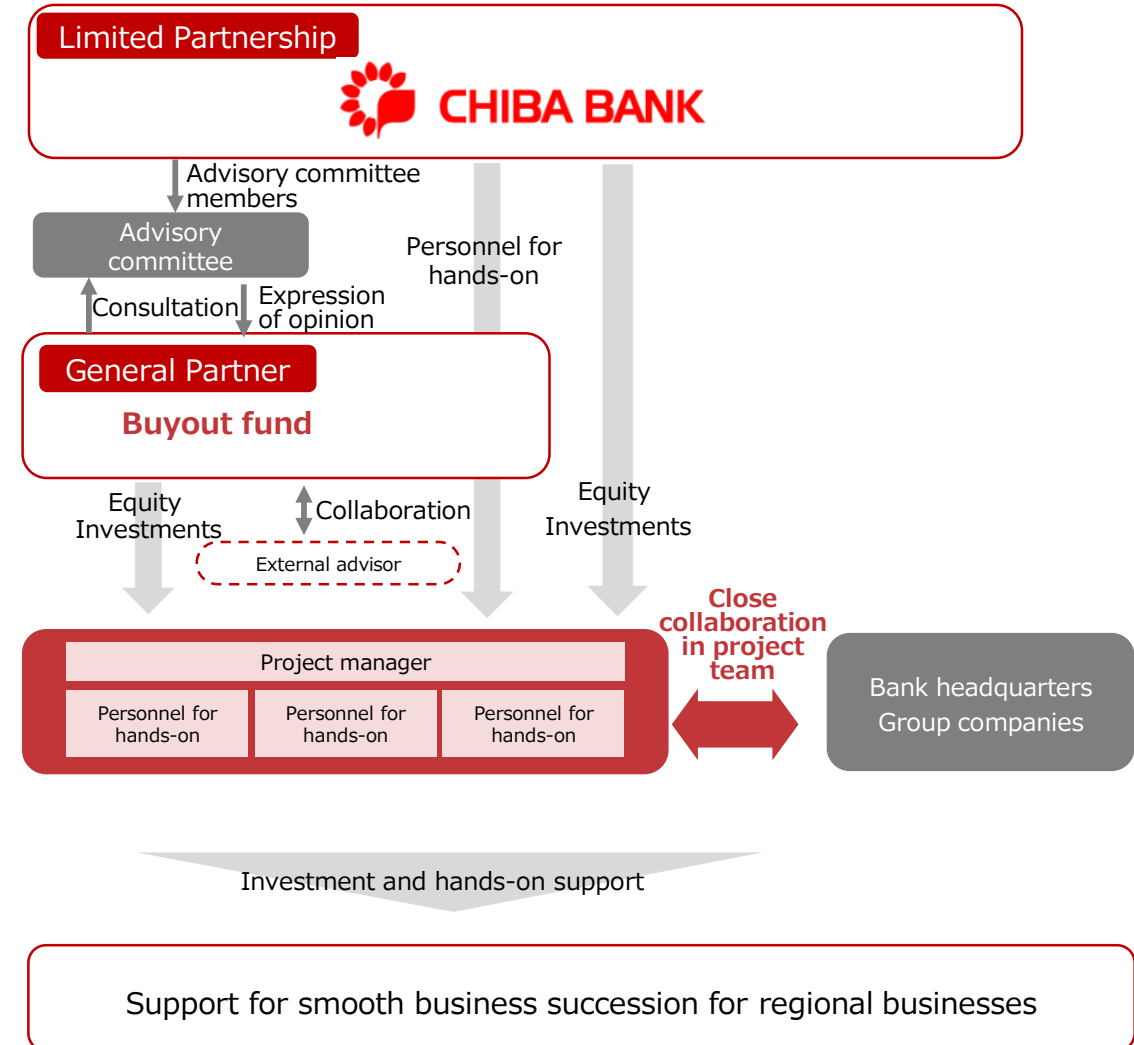 Limited Partnership
CHIBA BANK
Advisory committee
members
Advisory
committee
Personnel for
hands-on
Consultation
Expression
of opinion
General Partner
Buyout fund
Equity
Investments
Collaboration
Equity
Investments
External advisor
Close
collaboration
in project
team
Project manager
Personnel for
hands-on
Personnel for
hands-on
Personnel for
hands-on
Bank headquarters
Group companies
Investment and hands-on support
Support for smooth business succession for regional businesses